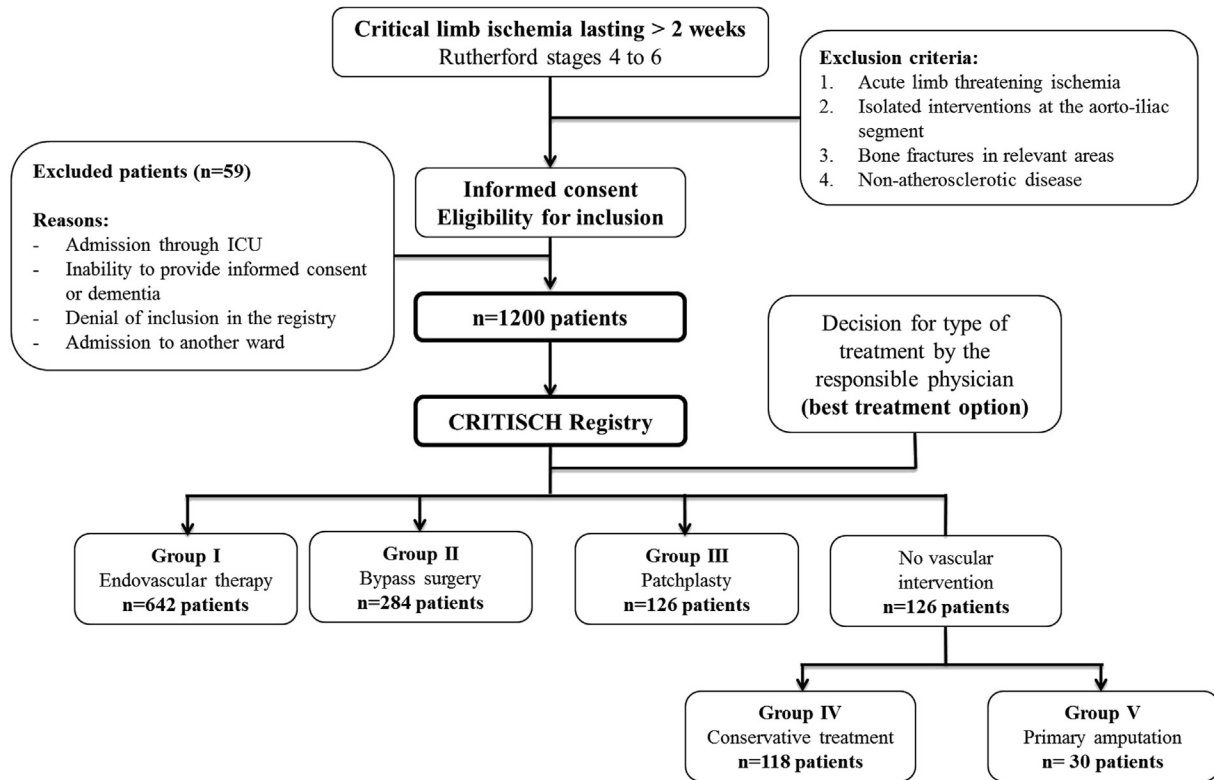 Critical limb ischemia lasting > 2 weeks
Rutherford stages 4 to 6
Exclusion criteria:
1. Acute limb threatening ischemia
2. Isolated interventions at the aorto-iliac
segment
3. Bone fractures in relevant areas
4. Non-atherosclerotic disease
Excluded patients (n=59)
Reasons:
- Admission through ICU
- Inability to provide informed consent
or dementia
- Denial of inclusion in the registry
- Admission to another ward
Informed consent
Eligibility for inclusion
n=1200 patients
Decision for type of
treatment by the
responsible physician
(best treatment option)
CRITISCH Registry
Group I
Endovascular therapy
n=642 patients
Group II
Bypass surgery
n=284 patients
Group III
Patchplasty
n=126 patients
No vascular
intervention
n=126 patients
Group IV
Conservative treatment
n=118 patients
Group V
Primary amputation
n= 30 patients